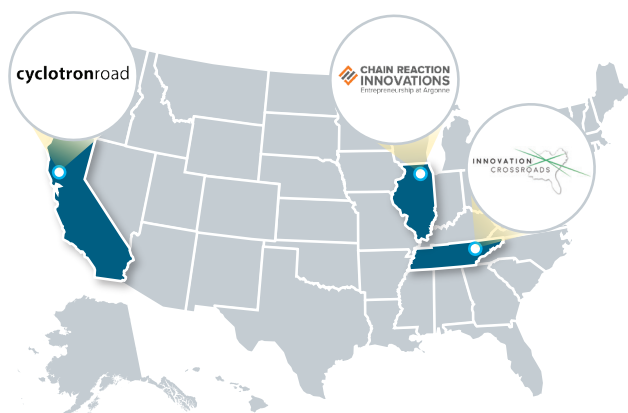 cyclotronroad
CHAIN REACTION
INNOVATIONS
Entrepreneurship at Argonne
INNOVATION
CROSSROADS